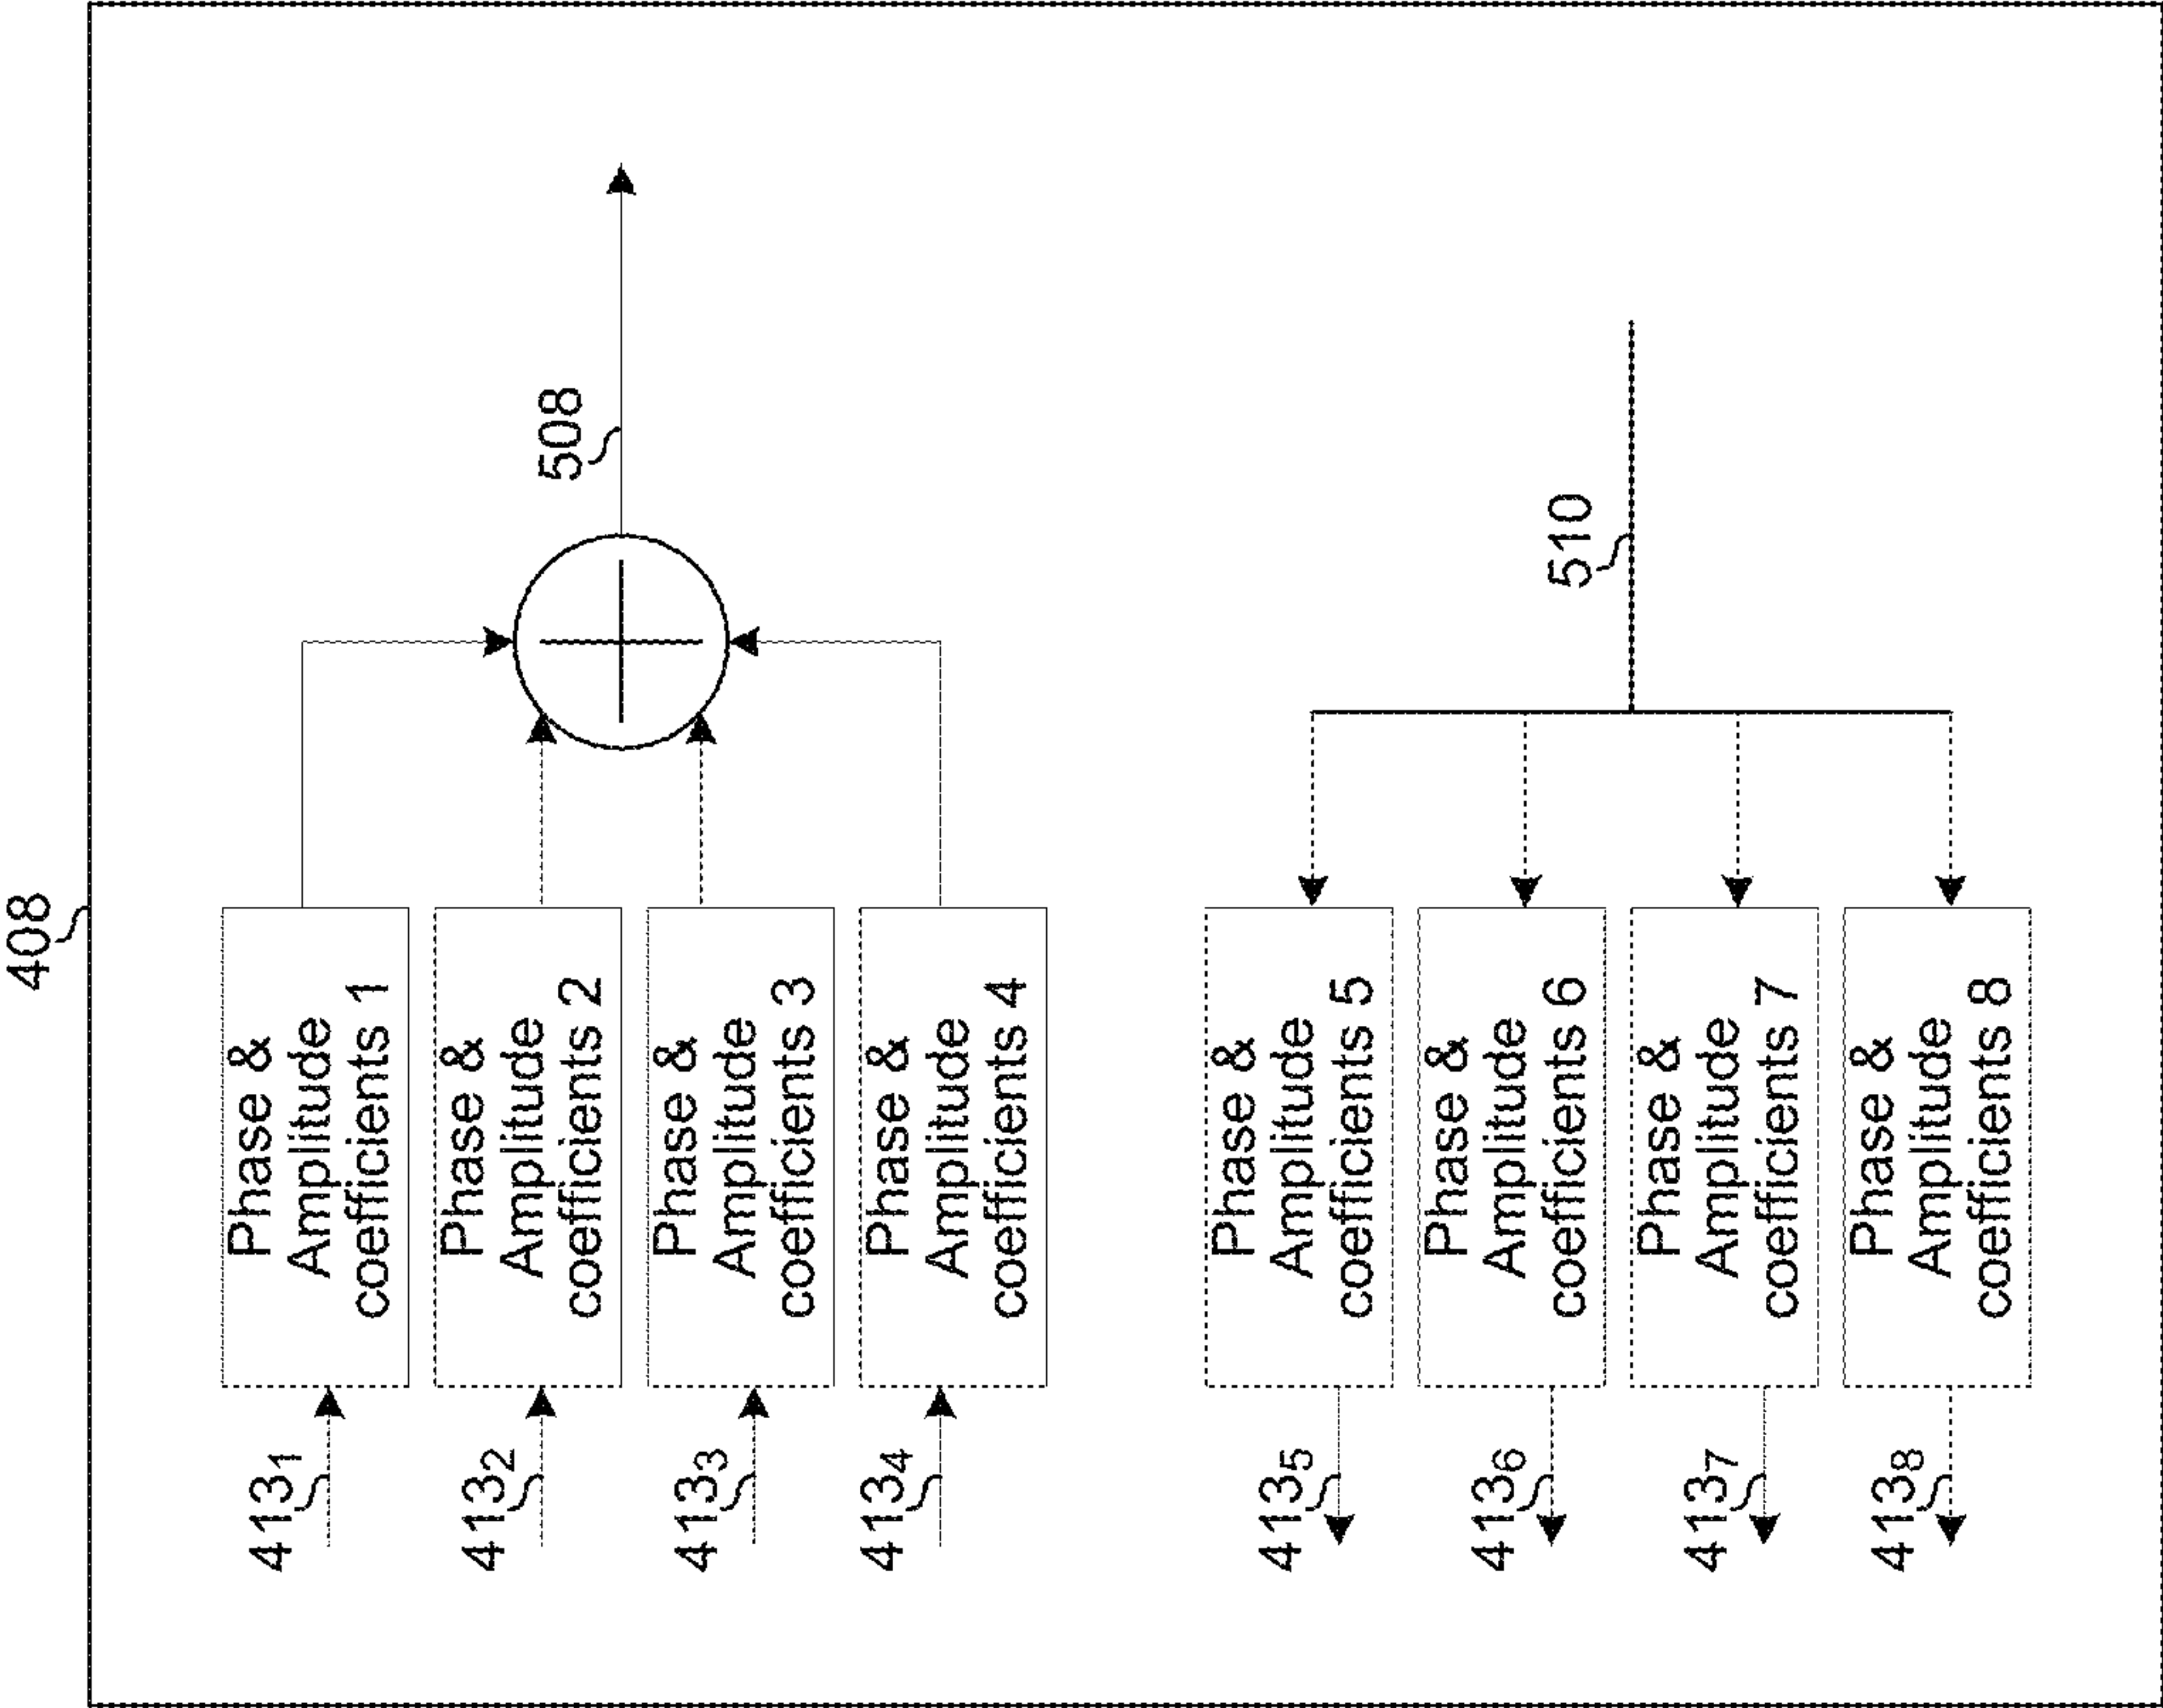 408
413₁
Phase &
Amplitude
coefficients 1
413₂
Phase &
Amplitude
coefficients 2
413₃
Phase &
Amplitude
coefficients 3
413₄
Phase &
Amplitude
coefficients 4
508
413₅
Phase &
Amplitude
coefficients 5
413₆
Phase &
Amplitude
coefficients 6
413₇
Phase &
Amplitude
coefficients 7
413₈
Phase &
Amplitude
coefficients 8
510